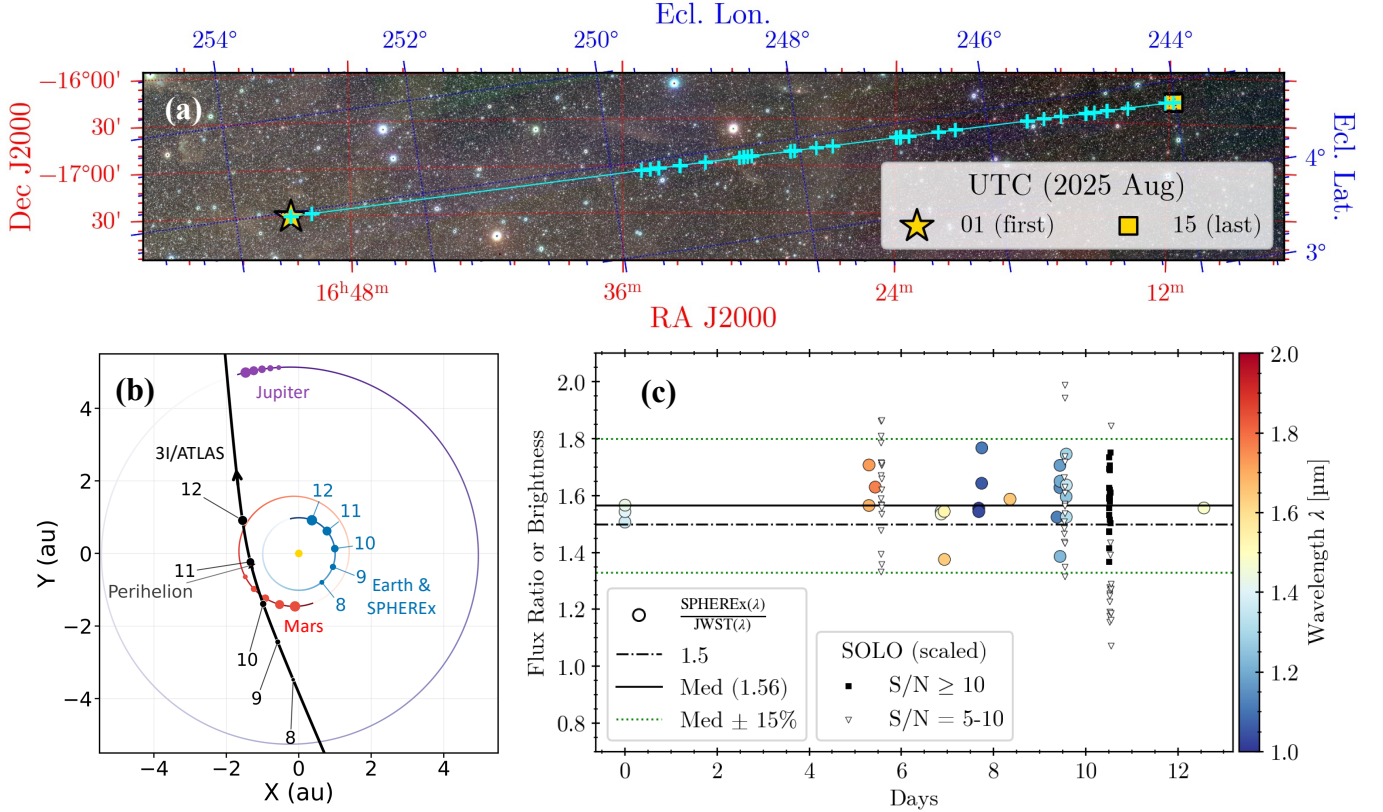 Ecl. Lon.
254° 252° 250° 248° 246° 244°
−16°00'
30'
−17°00'
30'
Dec J2000
(a)
4°
3°
Ecl. Lat.
UTC (2025 Aug)
01 (first) 15 (last)
16ʰ48ᵐ 36ᵐ 24ᵐ 12ᵐ
RA J2000
(b)
Jupiter
3I/ATLAS
12
12
11
10
9
8
Earth & SPHEREx
11
Perihelion
Mars
10
9
8
4
2
0
−2
−4
Y (au)
−4 −2 0 2 4
X (au)
(c)
2.0
1.8
1.6
1.4
1.2
1.0
0.8
Flux Ratio or Brightness
SPHEREx(λ)
JWST(λ)
1.5
Med (1.56)
Med ± 15%
SOLO (scaled)
S/N ≥ 10
S/N = 5-10
0 2 4 6 8 10 12
Days
2.0
1.8
1.6
1.4
1.2
1.0
Wavelength λ [µm]